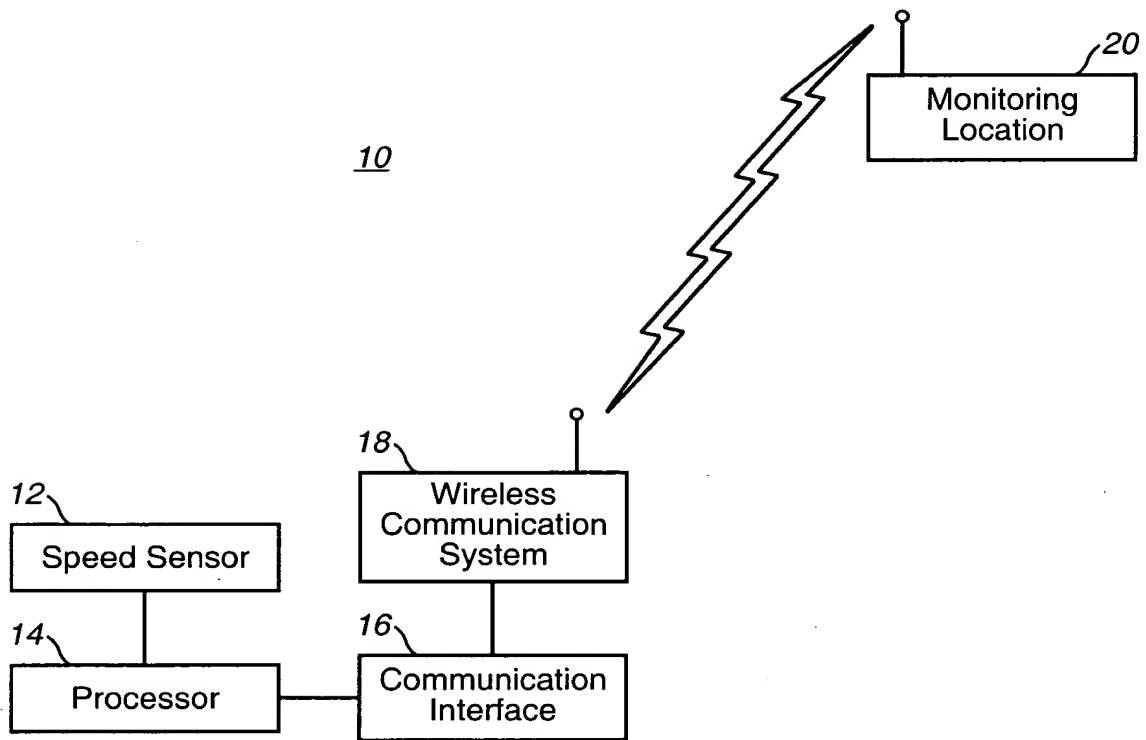 20
Monitoring
Location
10
18
Wireless
Communication
System
12
Speed Sensor
14
Processor
16
Communication
Interface